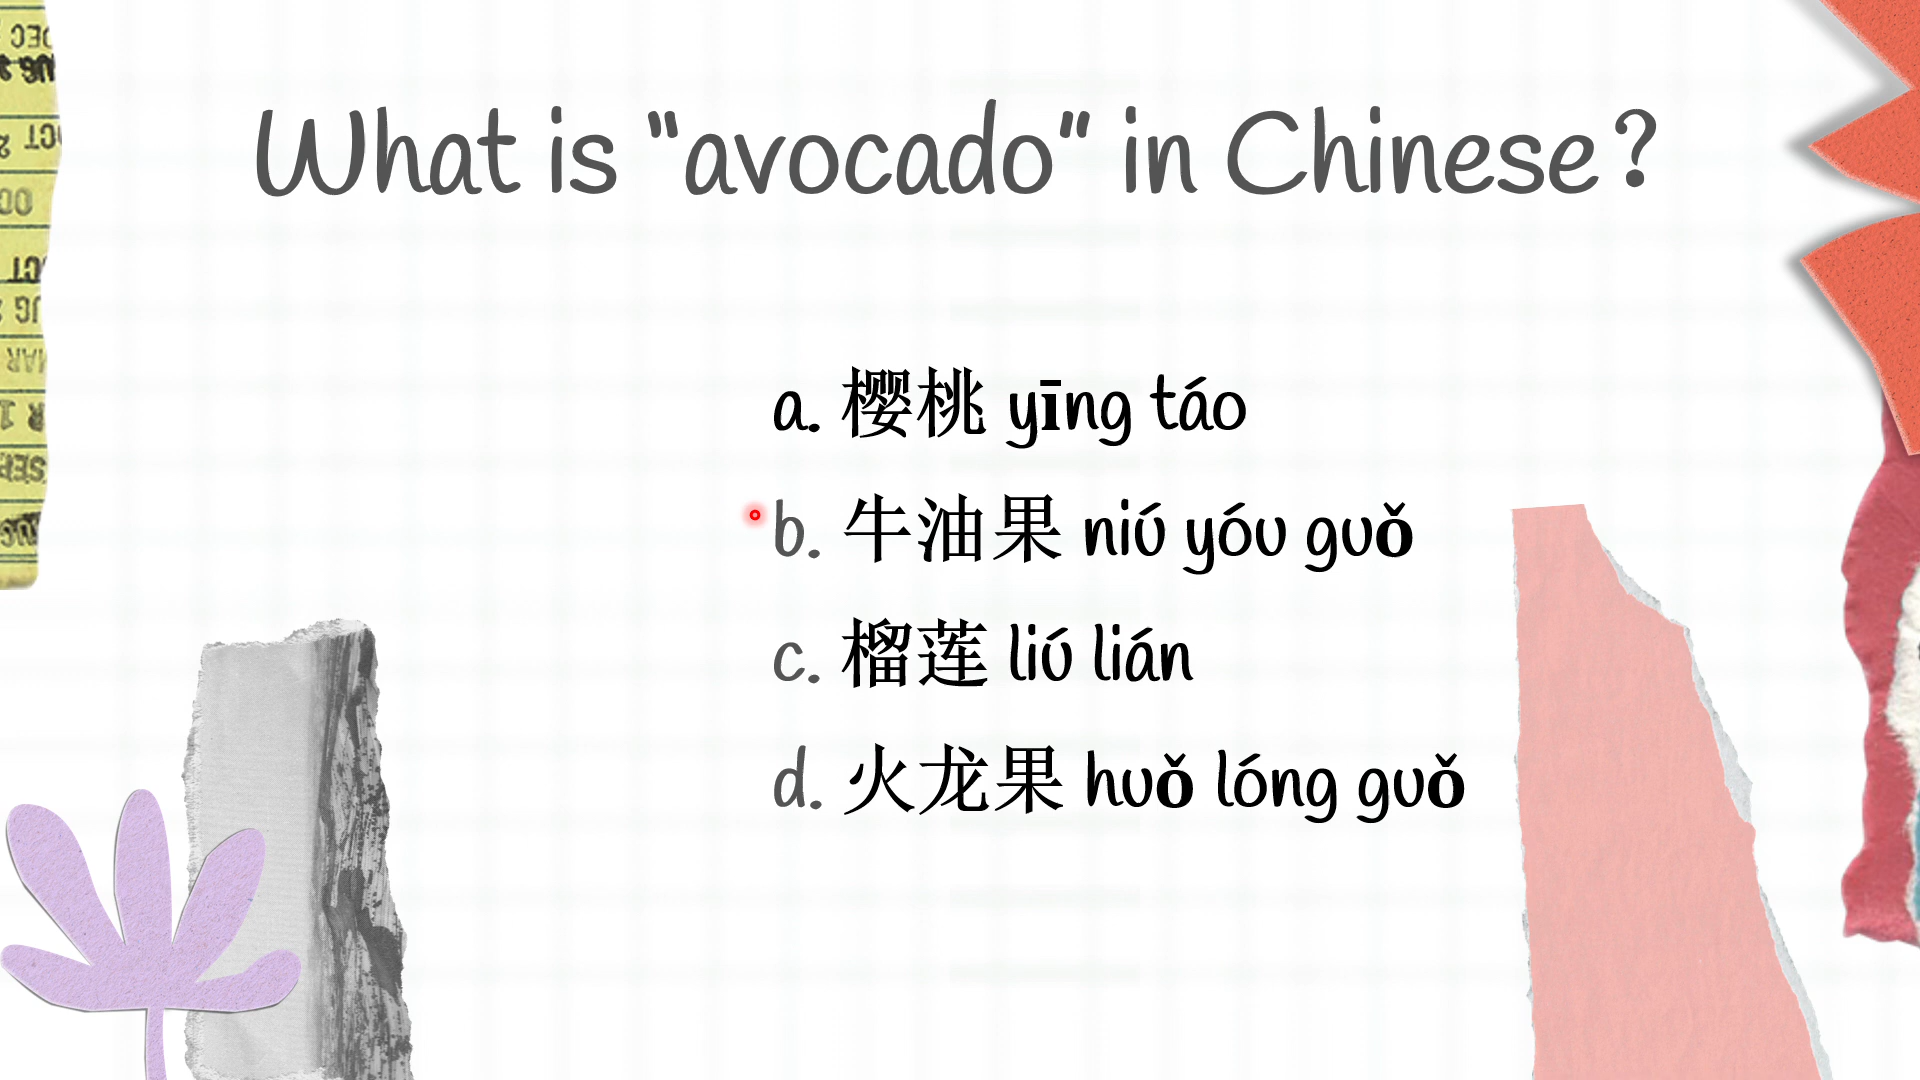 What is "avocado" in Chinese?
a. 樱桃 yīng táo
b. 牛油果 niú yóu guǒ
c. 榴莲 liú lián
d. 火龙果 huǒ lóng guǒ